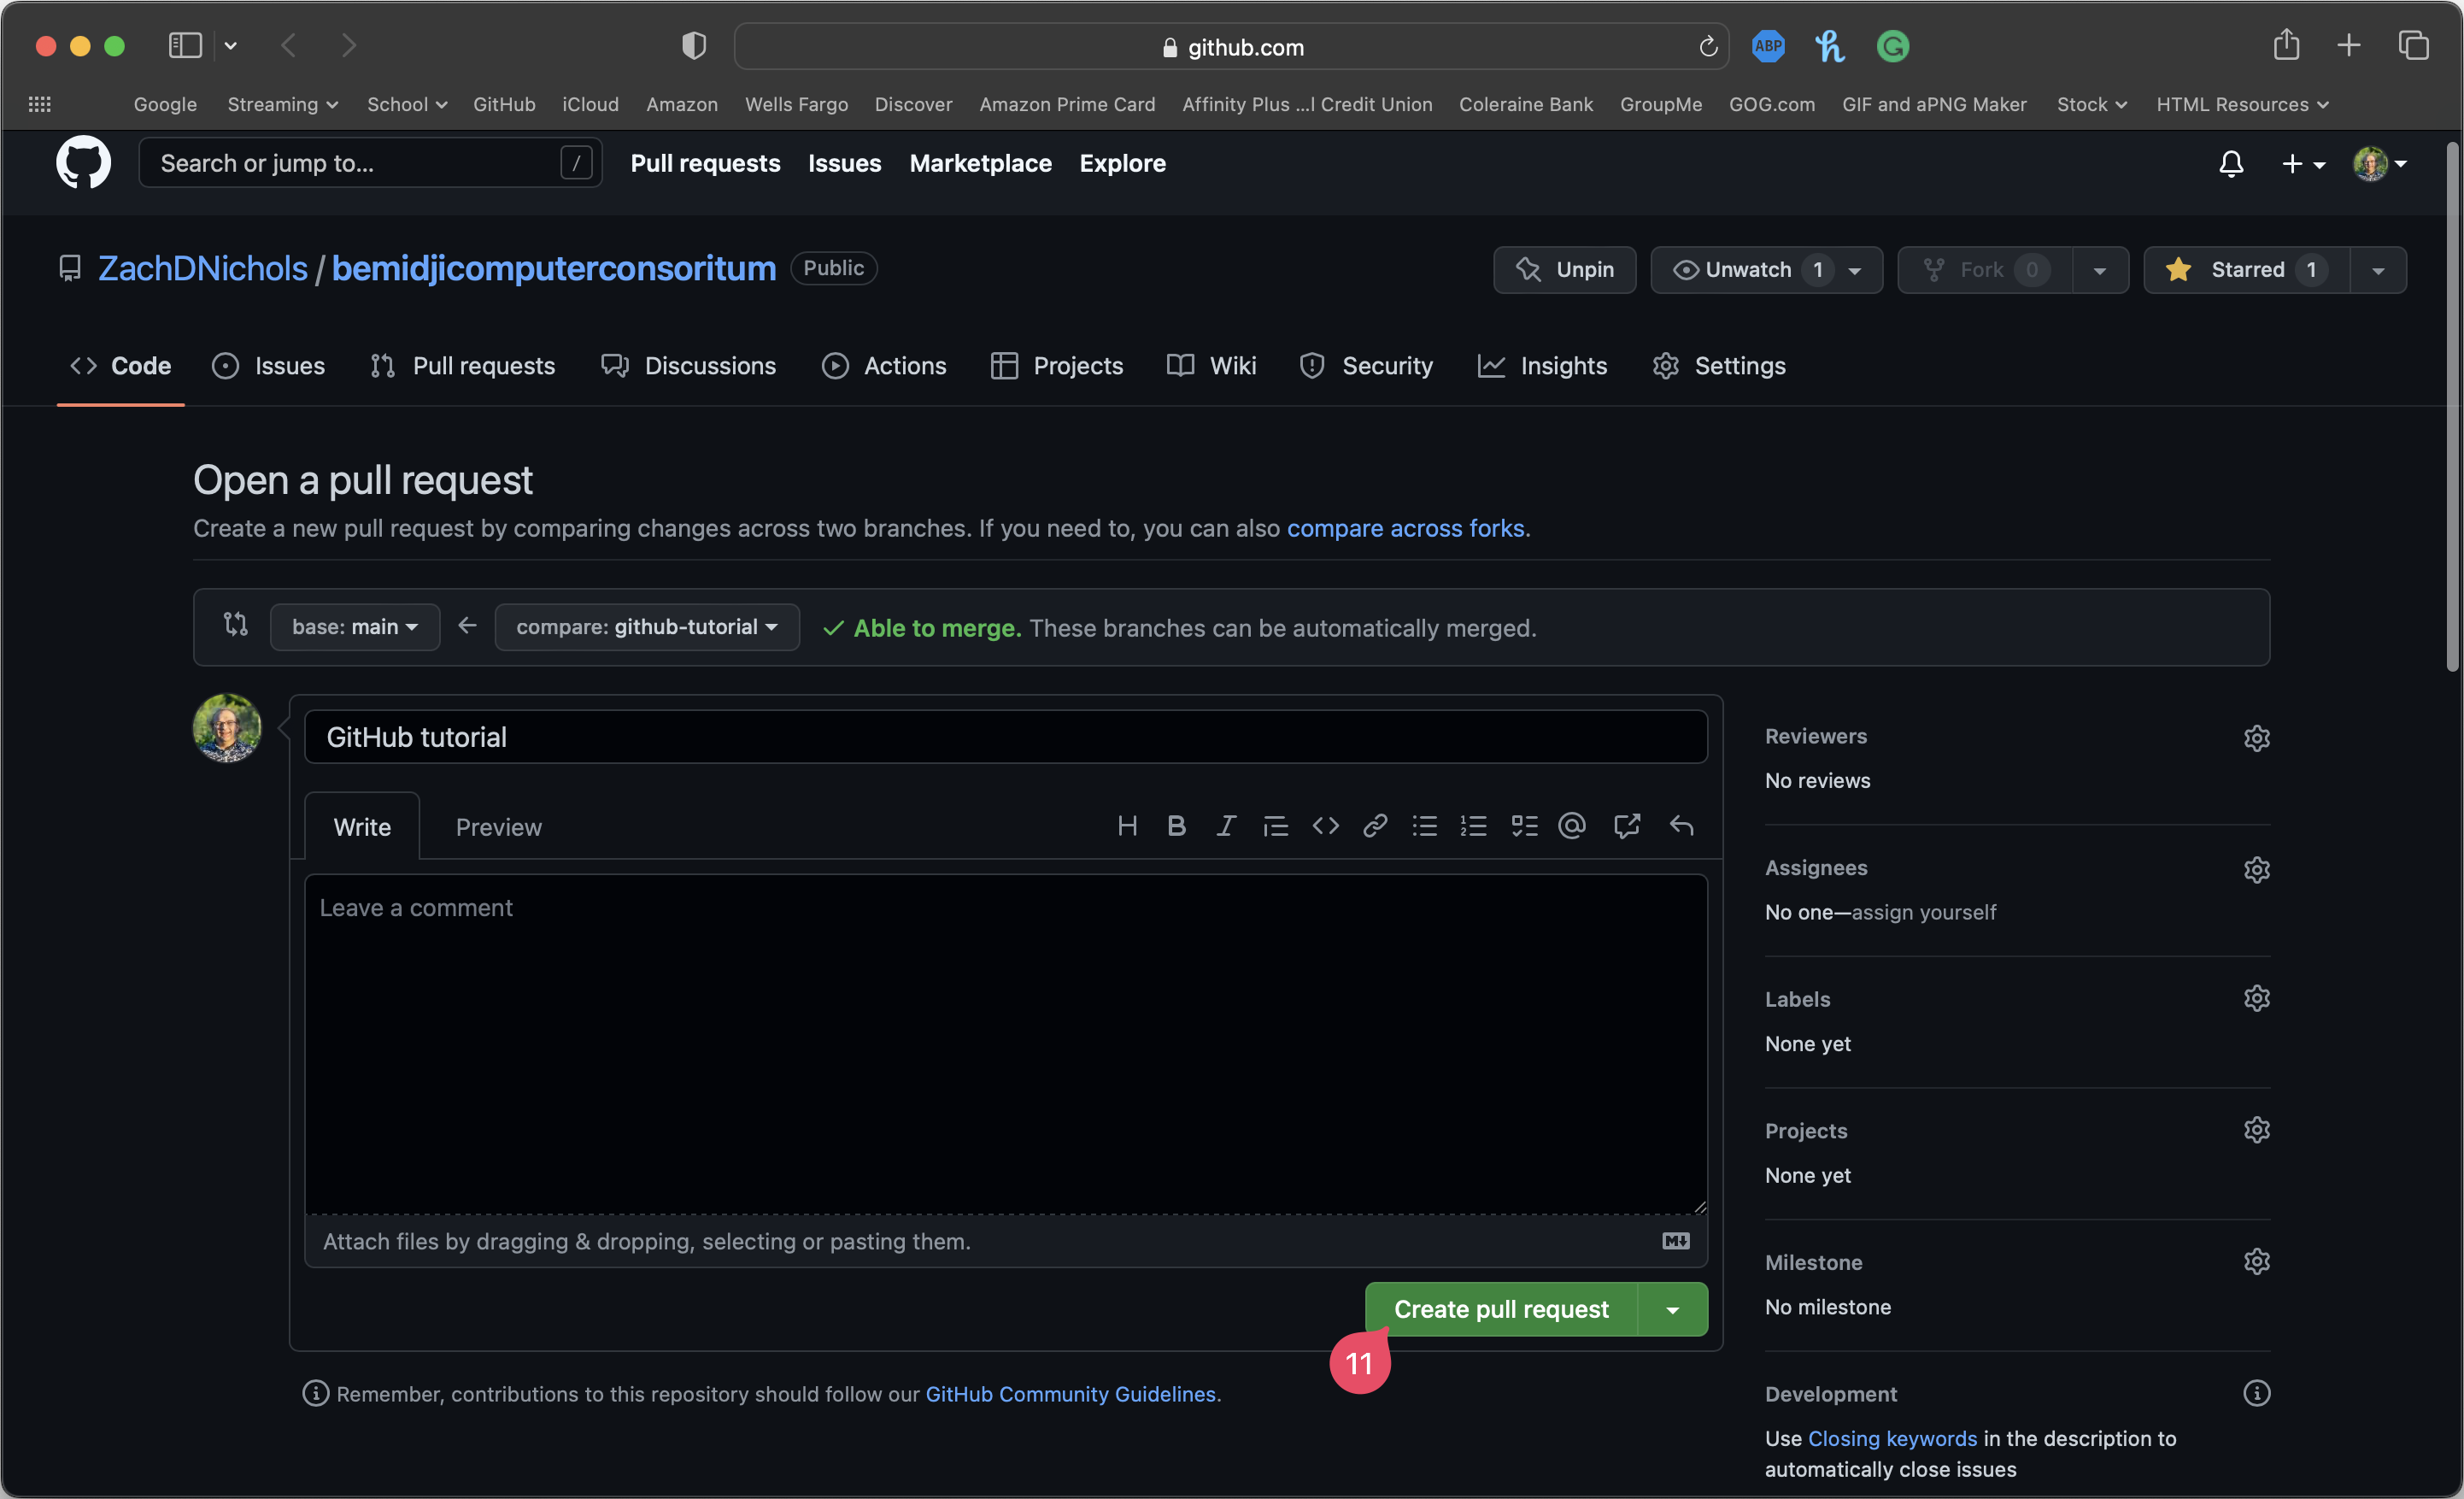 github.com
ABP
Google Streaming School GitHub iCloud Amazon Wells Fargo Discover Amazon Prime Card Affinity Plus ...l Credit Union Coleraine Bank GroupMe GOG.com GIF and aPNG Maker Stock HTML Resources
Search or jump to... / Pull requests Issues Marketplace Explore
ZachDNichols / bemidjicomputerconsoritum Public Unpin Unwatch 1 Fork 0 Starred 1
Code Issues Pull requests Discussions Actions Projects Wiki Security Insights Settings
Open a pull request
Create a new pull request by comparing changes across two branches. If you need to, you can also compare across forks.
base: main compare: github-tutorial Able to merge. These branches can be automatically merged.
GitHub tutorial
Write Preview
Leave a comment
Attach files by dragging & dropping, selecting or pasting them.
Create pull request
11
Remember, contributions to this repository should follow our GitHub Community Guidelines.
Reviewers
No reviews
Assignees
No one—assign yourself
Labels
None yet
Projects
None yet
Milestone
No milestone
Development
Use Closing keywords in the description to
automatically close issues